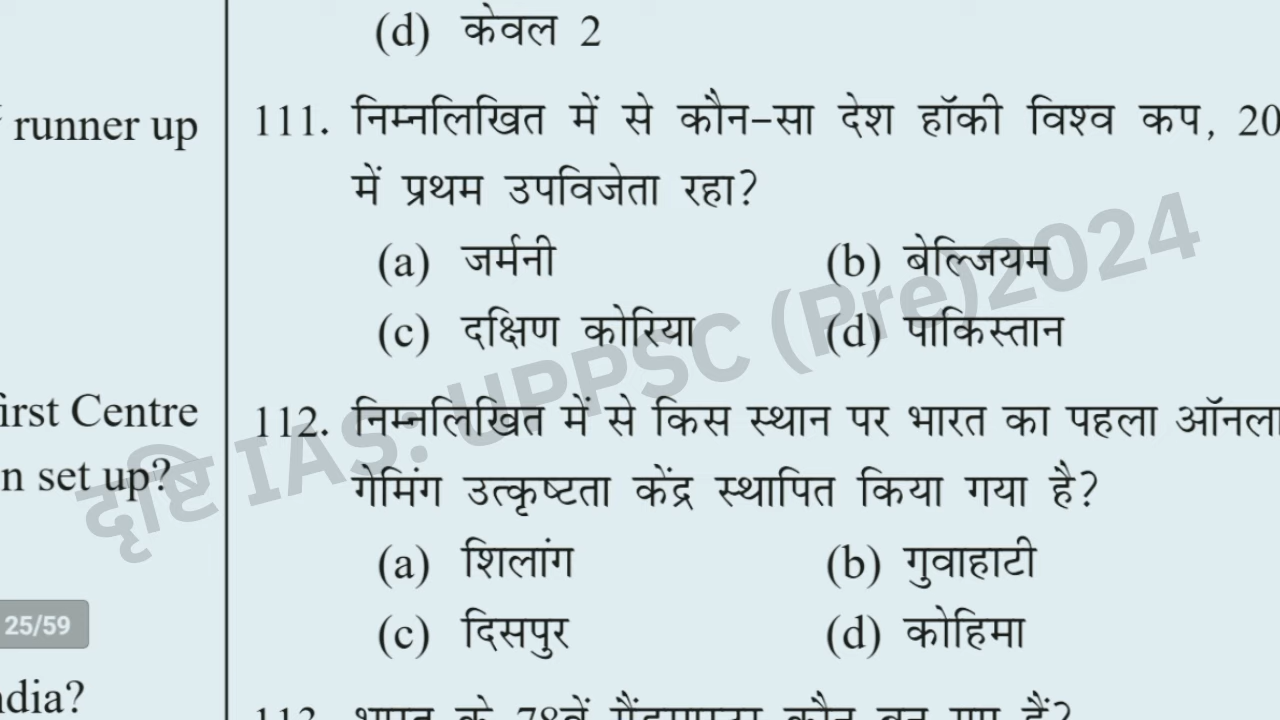 (d) केवल 2
runner up
111. निम्नलिखित में से कौन-सा देश हॉकी विश्व कप, 20
में प्रथम उपविजेता रहा?
(a) जर्मनी (b) बेल्जियम
(c) दक्षिण कोरिया (d) पाकिस्तान
irst Centre
n set up?
112. निम्नलिखित में से किस स्थान पर भारत का पहला ऑनला
गेमिंग उत्कृष्टता केंद्र स्थापित किया गया है?
(a) शिलांग (b) गुवाहाटी
(c) दिसपुर (d) कोहिमा
25/59
ndia?
दृष्टि IAS: UPPSC (Pre)2024